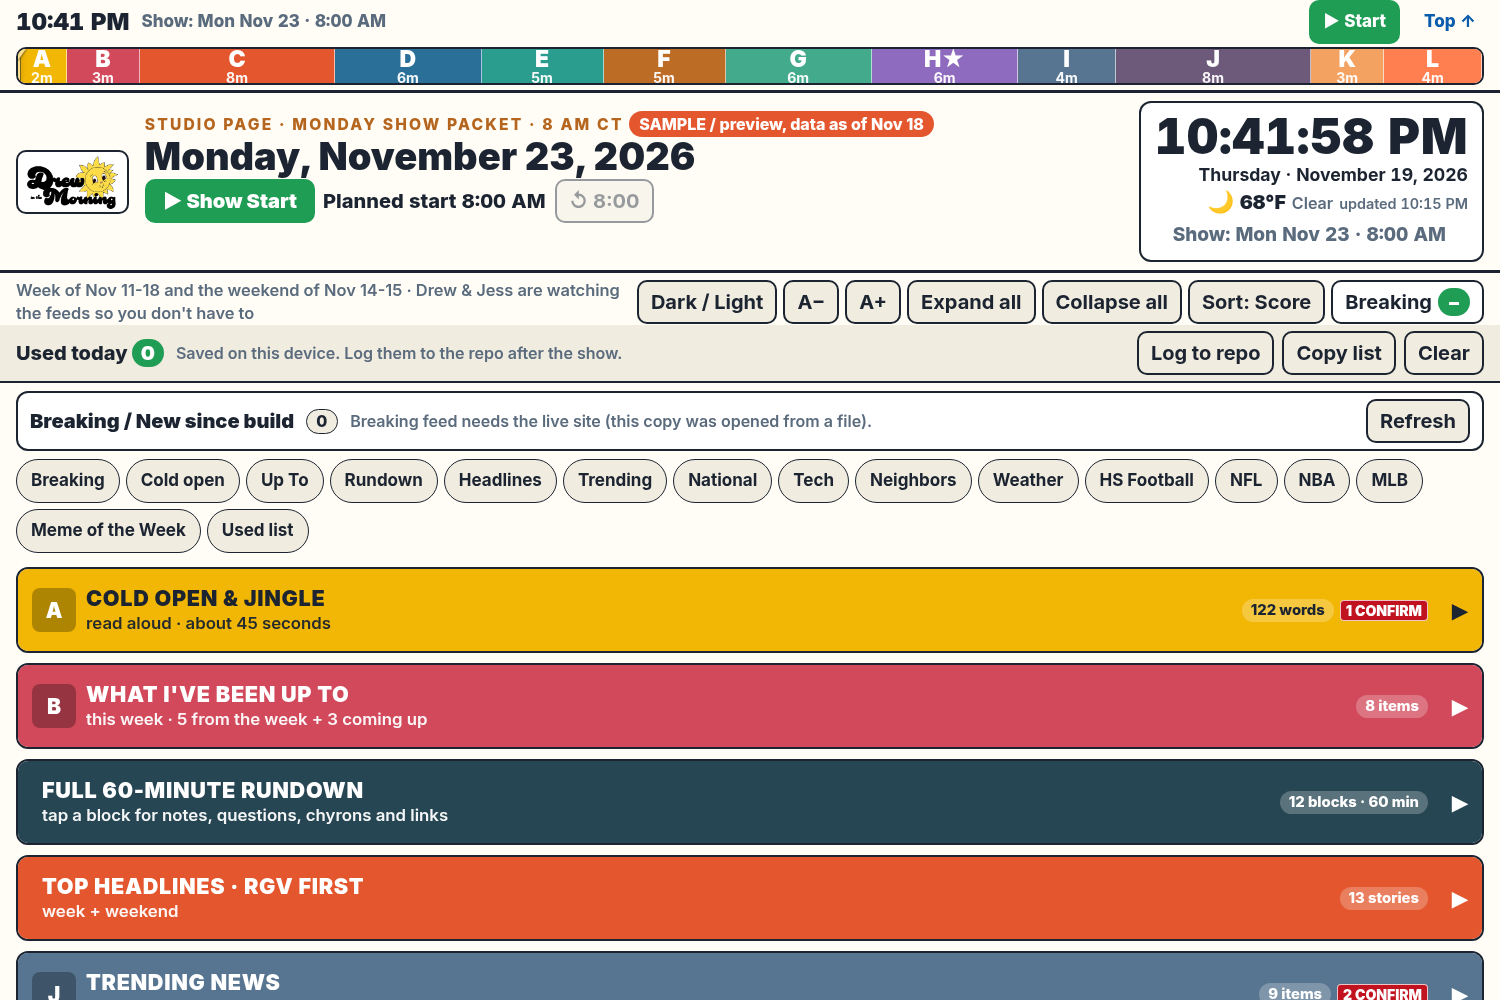 10:41 PM Show: Mon Nov 23 · 8:00 AM ▶ Start Top ↑
A B C D E F G H★ I J K L
2m 3m 8m 6m 5m 5m 6m 6m 4m 8m 3m 4m
STUDIO PAGE · MONDAY SHOW PACKET · 8 AM CT SAMPLE / preview, data as of Nov 18
Monday, November 23, 2026
Drew in the Morning
▶ Show Start Planned start 8:00 AM ↺ 8:00
10:41:58 PM
Thursday · November 19, 2026
🌙 68°F Clear updated 10:15 PM
Show: Mon Nov 23 · 8:00 AM
Week of Nov 11-18 and the weekend of Nov 14-15 · Drew & Jess are watching
the feeds so you don't have to
Dark / Light A− A+ Expand all Collapse all Sort: Score Breaking –
Used today 0 Saved on this device. Log them to the repo after the show. Log to repo Copy list Clear
Breaking / New since build 0 Breaking feed needs the live site (this copy was opened from a file). Refresh
Breaking Cold open Up To Rundown Headlines Trending National Tech Neighbors Weather HS Football NFL NBA MLB
Meme of the Week Used list
A COLD OPEN & JINGLE
read aloud · about 45 seconds
122 words 1 CONFIRM ▶
B WHAT I'VE BEEN UP TO
this week · 5 from the week + 3 coming up
8 items ▶
FULL 60-MINUTE RUNDOWN
tap a block for notes, questions, chyrons and links
12 blocks · 60 min ▶
TOP HEADLINES · RGV FIRST
week + weekend
13 stories ▶
J TRENDING NEWS
9 items 2 CONFIRM ▶